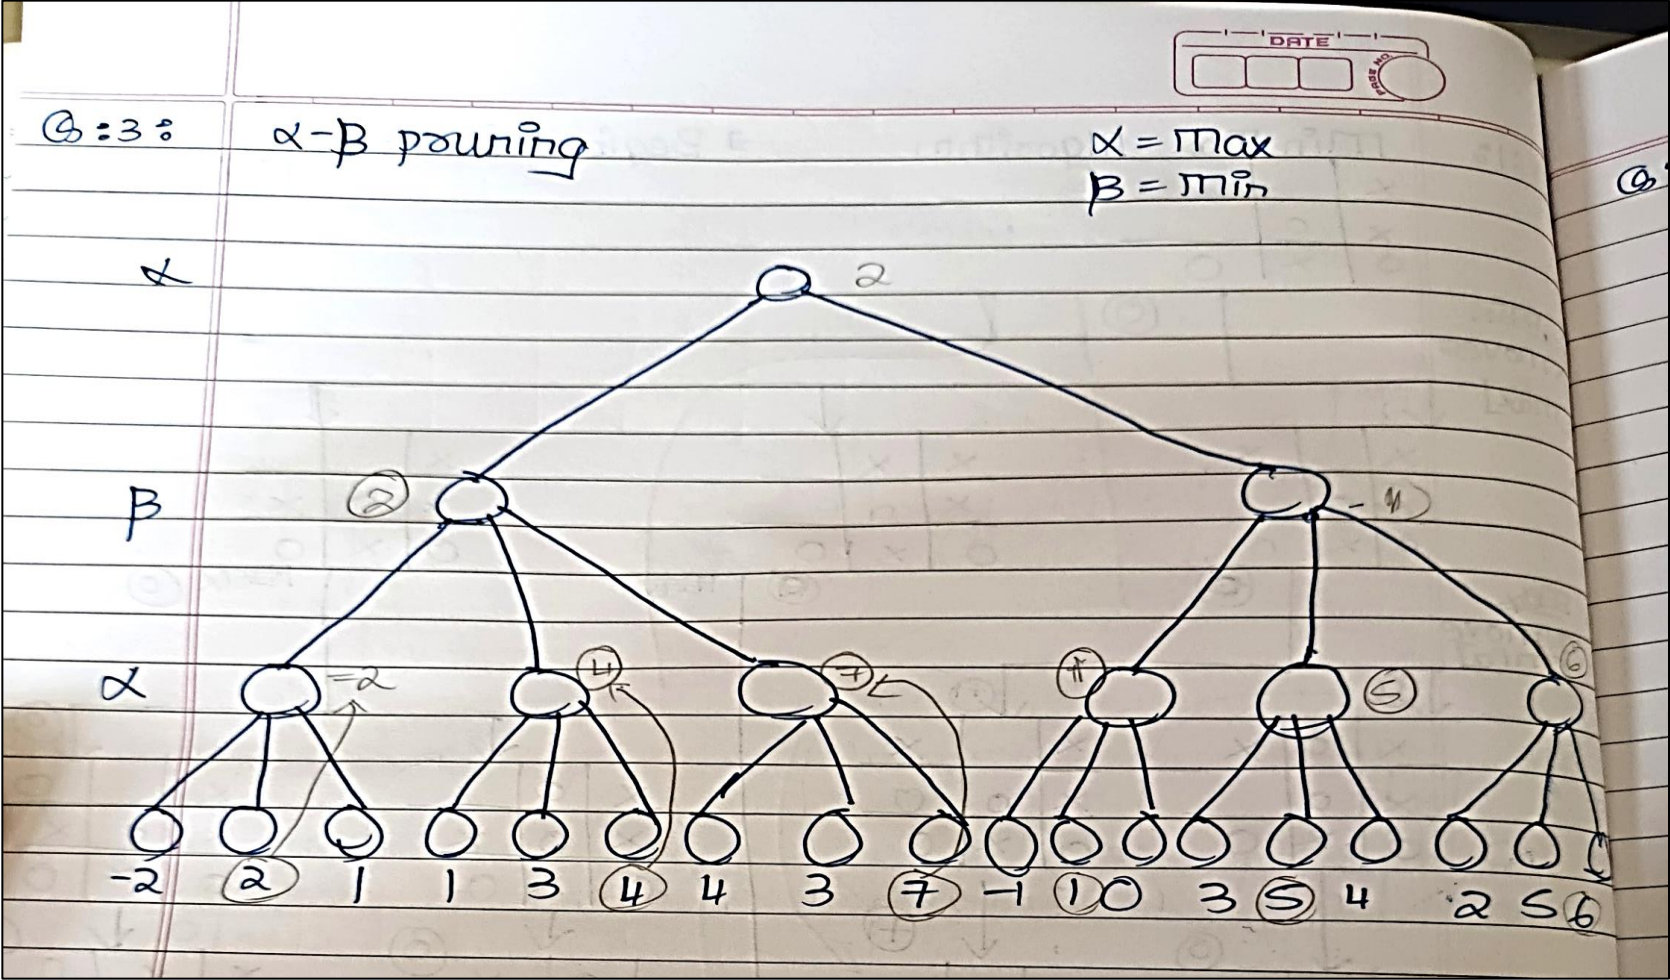 DATE
PAGE NO.
Q:3: α-β pruning α = max
β = min
Q
α 2
β 2
α =2 4 7 1 5 6
-2 2 1 1 3 4 4 3 7 -1 1 0 3 5 4 2 5 6